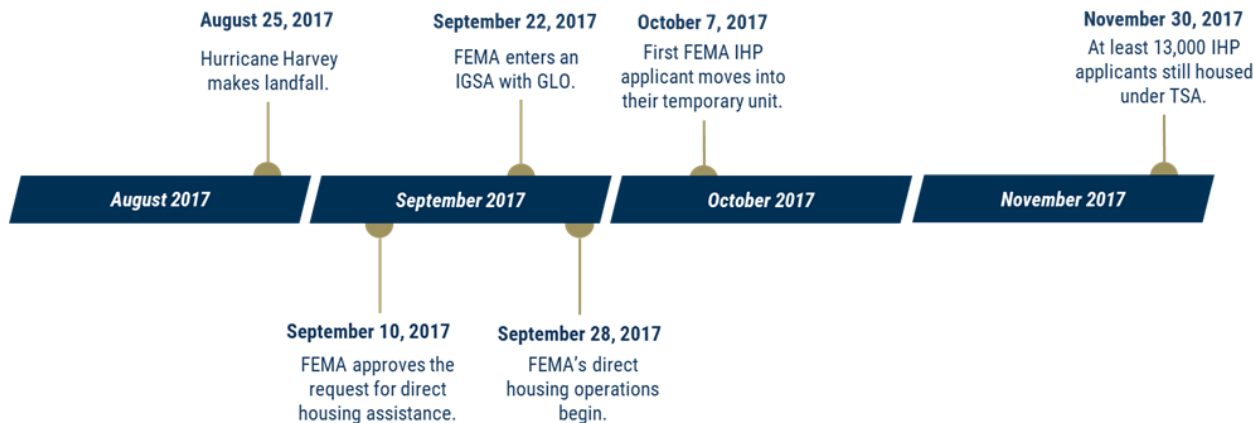 August 25, 2017
Hurricane Harvey
makes landfall.
September 22, 2017
FEMA enters an
IGSA with GLO.
October 7, 2017
First FEMA IHP
applicant moves into
their temporary unit.
November 30, 2017
At least 13,000 IHP
applicants still housed
under TSA.
August 2017
September 2017
October 2017
November 2017
September 10, 2017
FEMA approves the
request for direct
housing assistance.
September 28, 2017
FEMA’s direct
housing operations
begin.